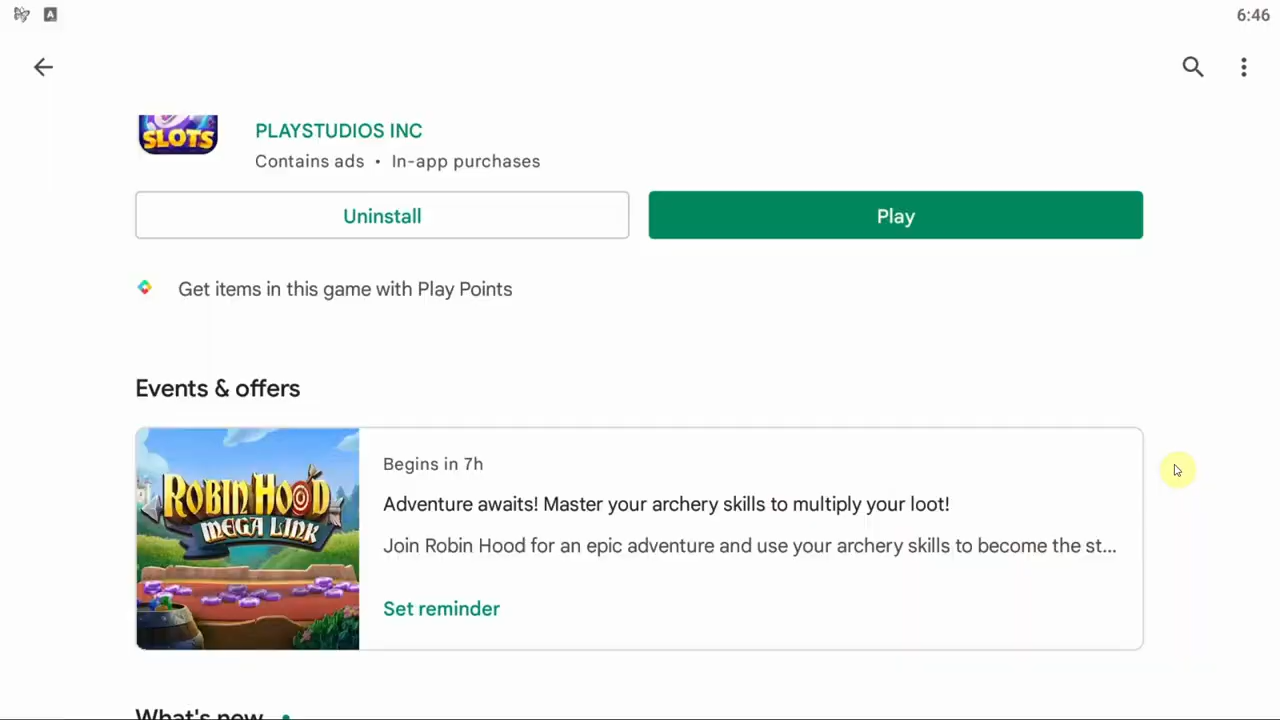 A
6:46
SLOTS
PLAYSTUDIOS INC
Contains ads • In-app purchases
Uninstall
Play
Get items in this game with Play Points
Events & offers
ROBIN HOOD
MEGA LINK
Begins in 7h
Adventure awaits! Master your archery skills to multiply your loot!
Join Robin Hood for an epic adventure and use your archery skills to become the st...
Set reminder
What's new